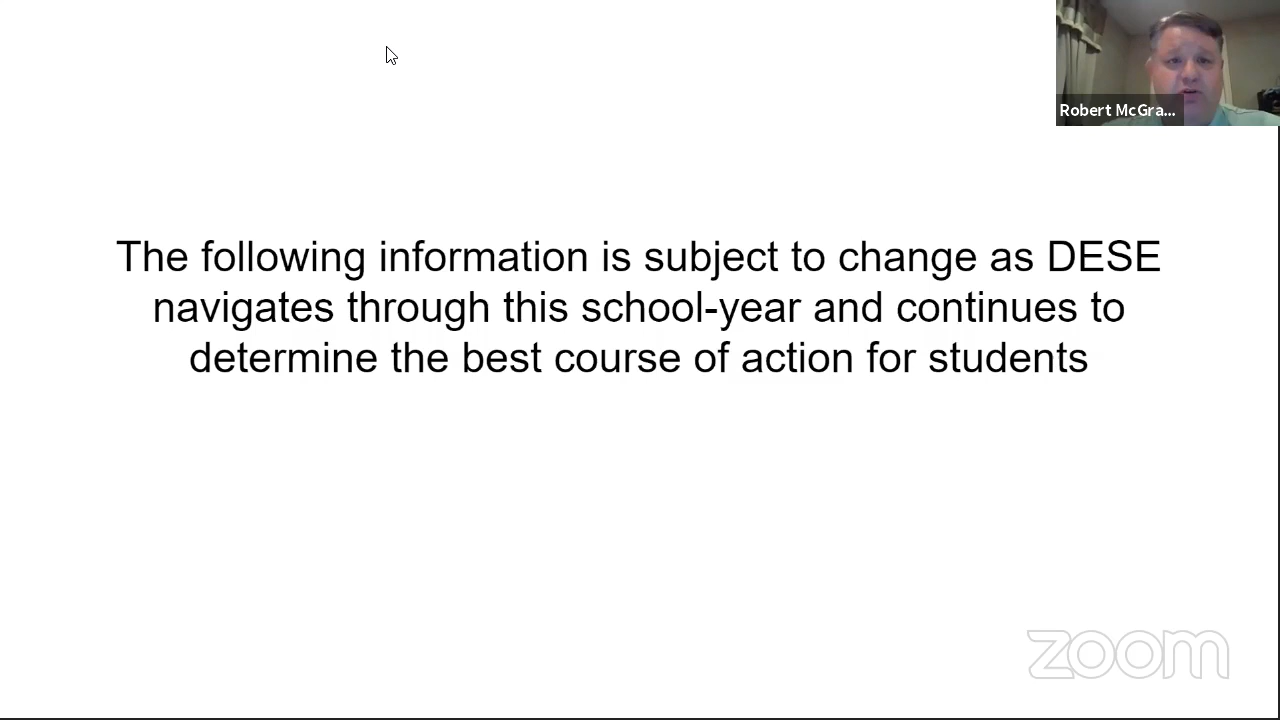 Robert McGra...
The following information is subject to change as DESE
navigates through this school-year and continues to
determine the best course of action for students
zoom